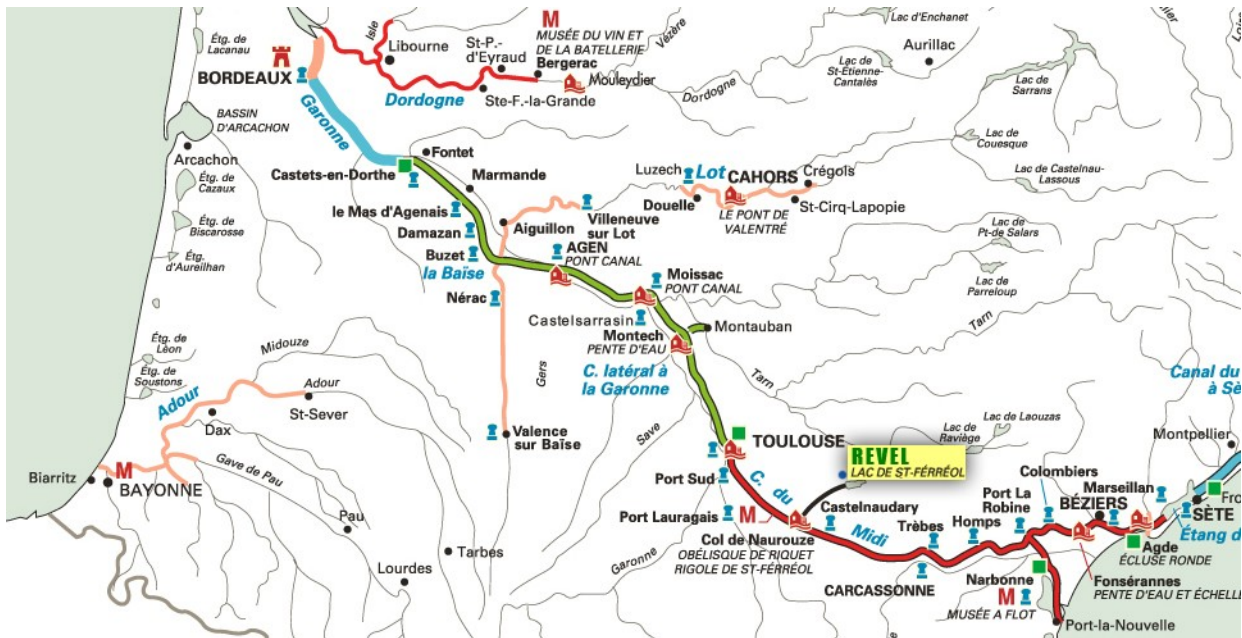 Étg. de
Lacanau
BORDEAUX
Isle
Libourne
St-P.-
d'Eyraud
M
MUSÉE DU VIN ET
DE LA BATELLERIE
Bergerac
Mouleydier
Ste-F.-la-Grande
Dordogne
Vézère
Dordogne
Lac d'Enchanet
Aurillac
Lac de
St-Étienne-
Cantalès
Lac de
Sarrans
BASSIN
D'ARCACHON
Arcachon
Garonne
Fontet
Castets-en-Dorthe
Marmande
Étg. de
Cazaux
Étg. de
Biscarosse
Étg.
d'Aureilhan
le Mas d'Agenais
Damazan
Buzet
la Baïse
Nérac
Aiguillon
Villeneuve
sur Lot
AGEN
PONT CANAL
Luzech
Lot
CAHORS
Crégols
Douelle
LE PONT DE
VALENTRÉ
St-Cirq-Lapopie
Lac de
Couesque
Lac de Castelnau-
Lassous
Lac de
Pt-de Salars
Lac de
Parreloup
Tarn
Moissac
PONT CANAL
Castelsarrasin
Montech
PENTE D'EAU
Montauban
C. latéral à
la Garonne
Tarn
Étg. de
Lèon
Étg. de
Soustons
Midouze
Adour
Adour
St-Sever
Dax
Gers
Valence
sur Baïse
Save
Biarritz
M
BAYONNE
Gave de Pau
Pau
Tarbes
Lourdes
Garonne
TOULOUSE
Port Sud
Port Lauragais
C. du
Midi
M
Col de Naurouze
OBÉLISQUE DE RIQUET
RIGOLE DE ST-FÉRRÉOL
REVEL
LAC DE ST-FÉRRÉOL
Lac de
Raviège
Lac de Laouzas
Castelnaudary
CARCASSONNE
Trèbes
Homps
Port La
Robine
Colombiers
BÉZIERS
Marseillan
Montpellier
Canal du
à Sè
SÈTE
Fro
Étang d
Agde
ÉCLUSE RONDE
Fonsérannes
PENTE D'EAU ET ÉCHELLE
Narbonne
M
MUSÉE A FLOT
Port-la-Nouvelle